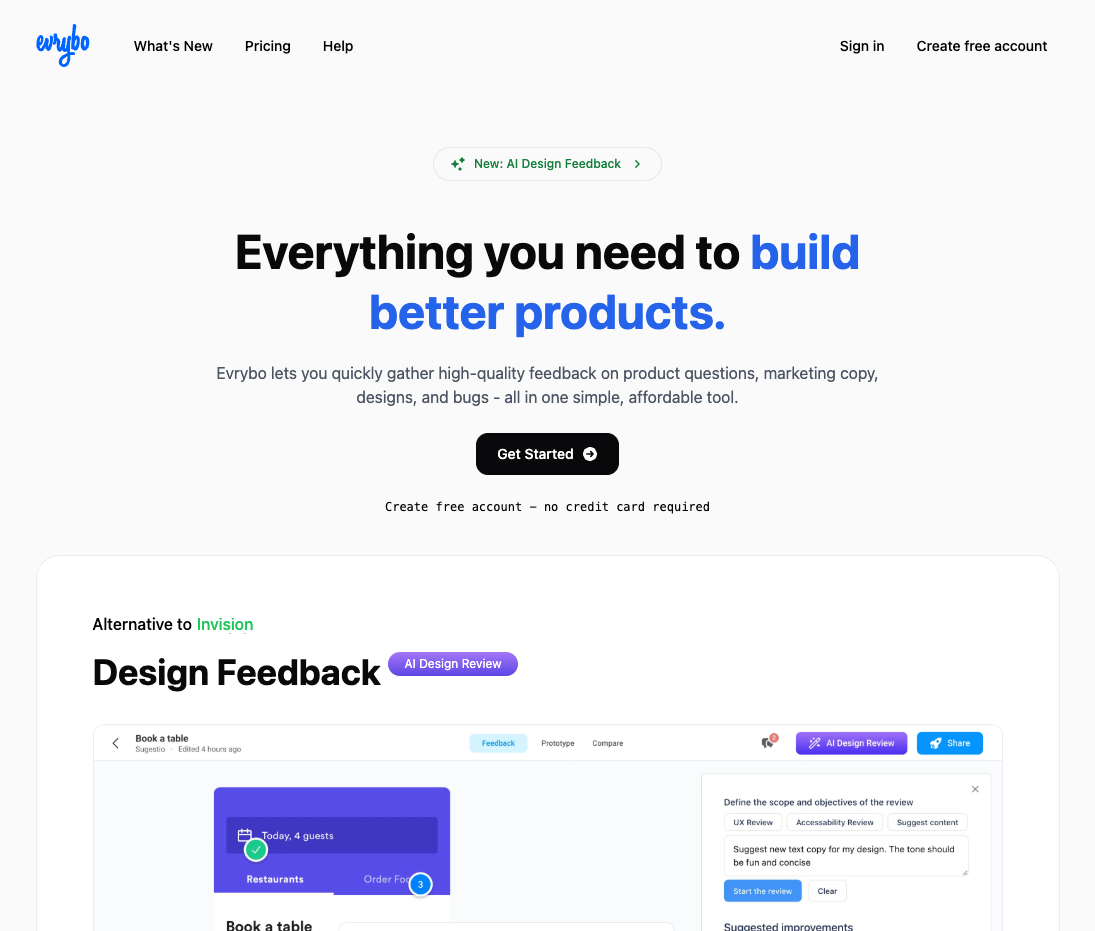 evrybo
What's New
Pricing
Help
Sign in
Create free account
New: AI Design Feedback
Everything you need to build
better products.
Evrybo lets you quickly gather high-quality feedback on product questions, marketing copy,
designs, and bugs - all in one simple, affordable tool.
Get Started
Create free account – no credit card required
Alternative to Invision
Design Feedback
AI Design Review
Book a table
Sugestio · Edited 4 hours ago
Feedback
Prototype
Compare
2
AI Design Review
Share
Today, 4 guests
Restaurants
Order Foo
3
Book a table
Define the scope and objectives of the review
UX Review
Accessability Review
Suggest content
Suggest new text copy for my design. The tone should
be fun and concise
Start the review
Clear
Suggested improvements